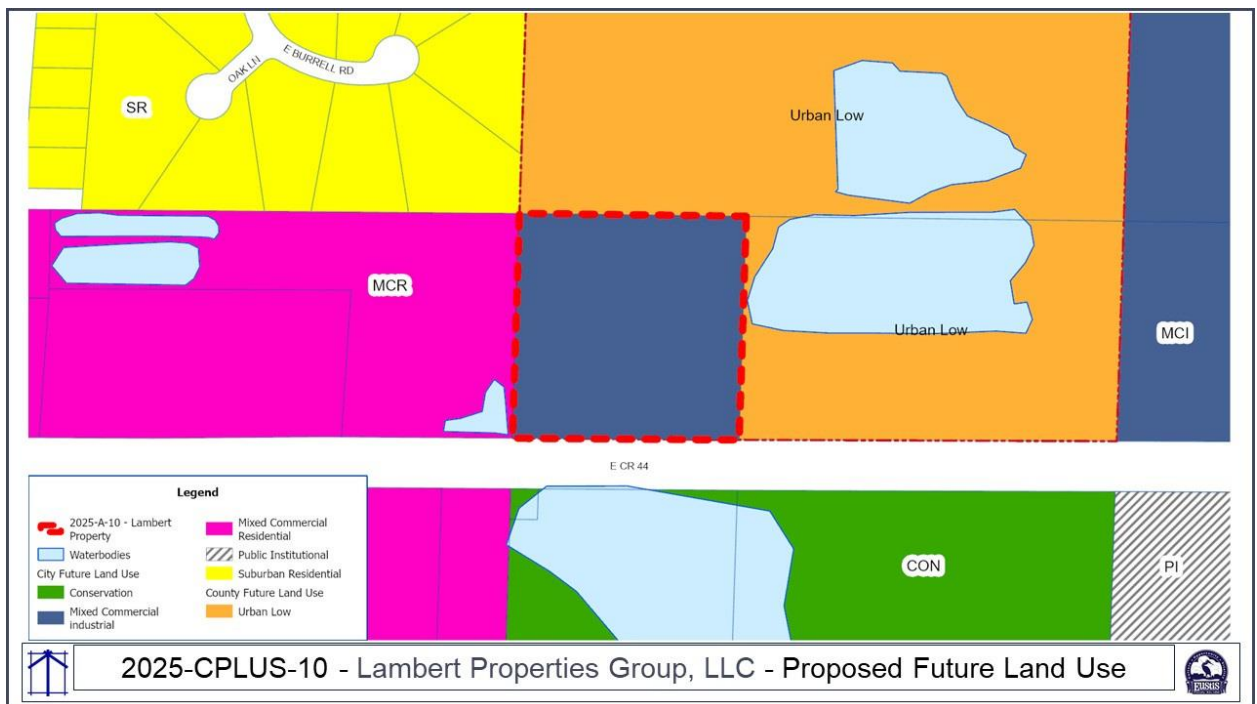 OAK LN
E BURRELL RD
SR
Urban Low
MCR
Urban Low
MCI
E CR 44
CON
PI
Legend
2025-A-10 - Lambert
Property
Waterbodies
City Future Land Use
Conservation
Mixed Commercial
industrial
Mixed Commercial
Residential
Public Institutional
Suburban Residential
County Future Land Use
Urban Low
2025-CPLUS-10 - Lambert Properties Group, LLC - Proposed Future Land Use